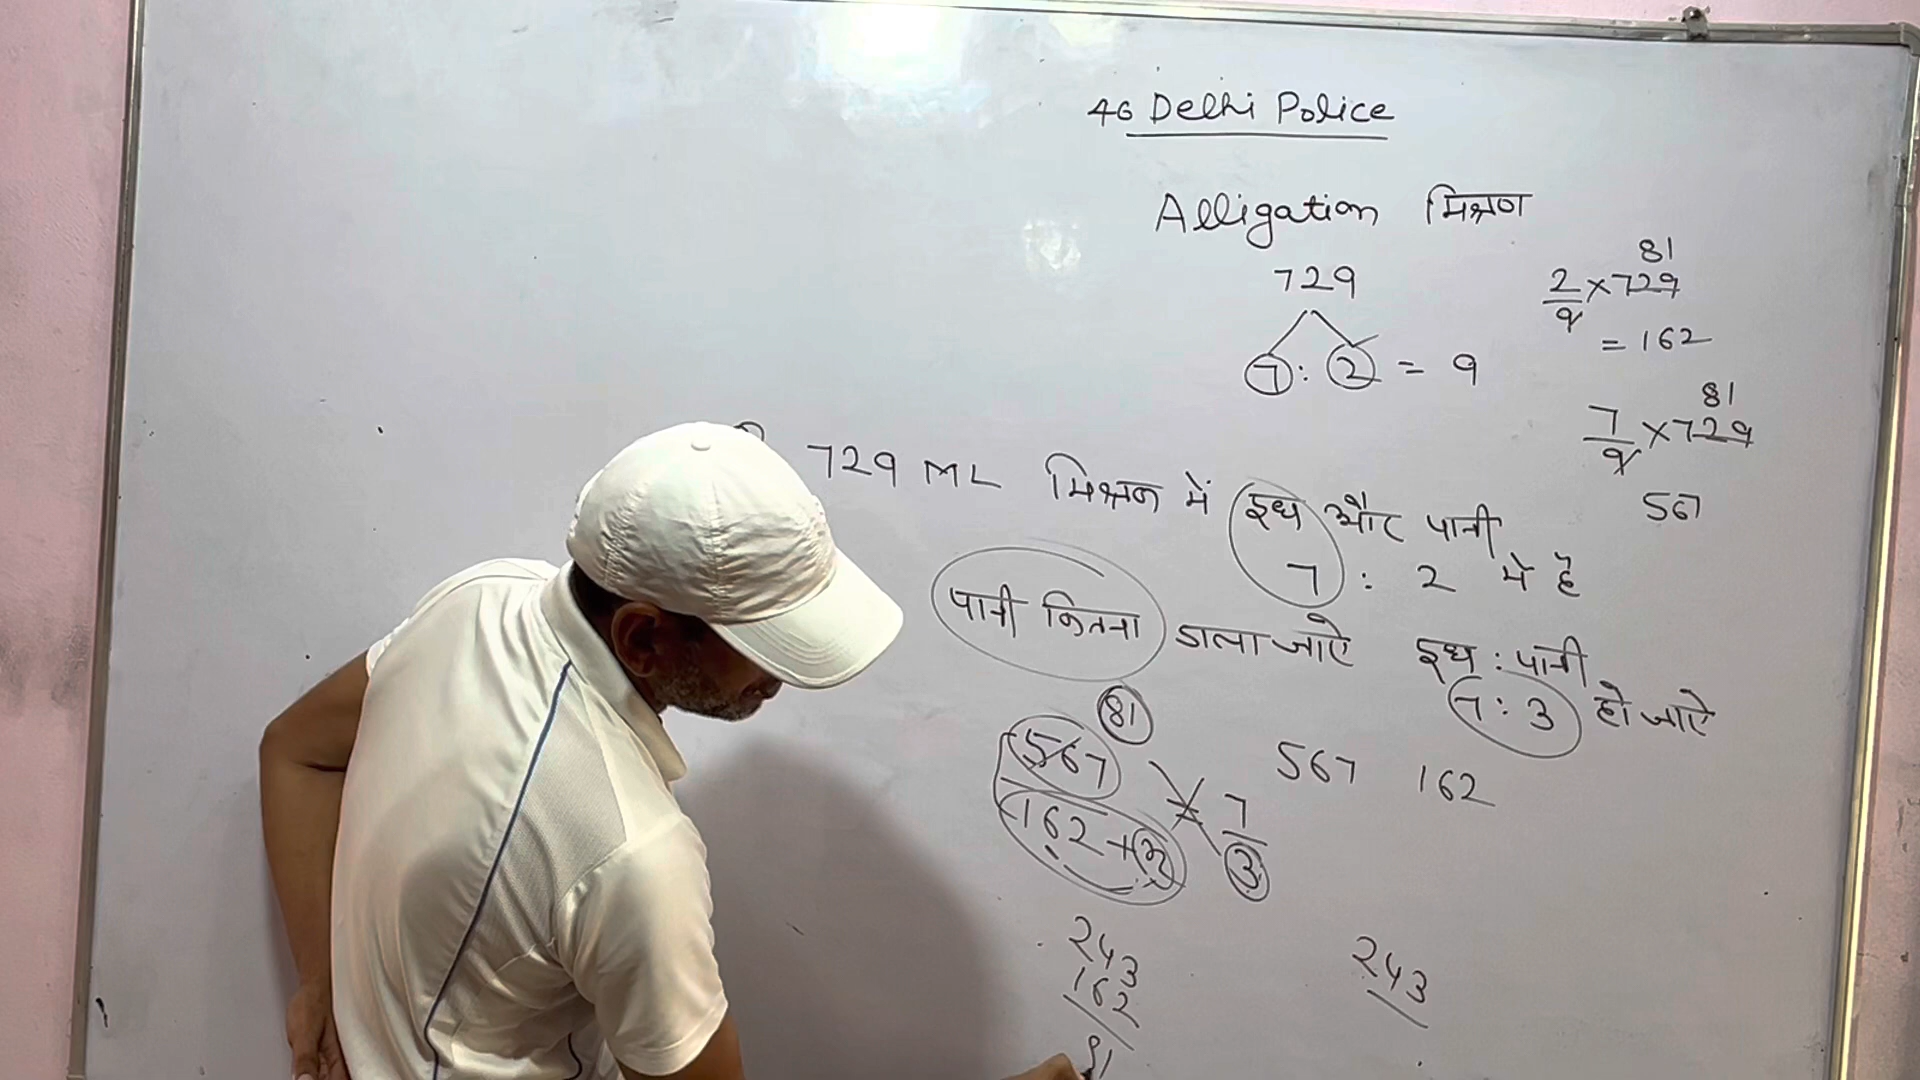 46 Delhi Police
Alligation मिश्रण
729
7 : 2 = 9
81
2/9 × 729
= 162
81
7/9 × 729
567
729 ML मिश्रण में दूध और पानी
7 : 2 में है
पानी कितना डाला जाऐ दूध : पानी
7 : 3 हो जाऐ
81
567
162 +
7
3
567 162
243
162
81
243